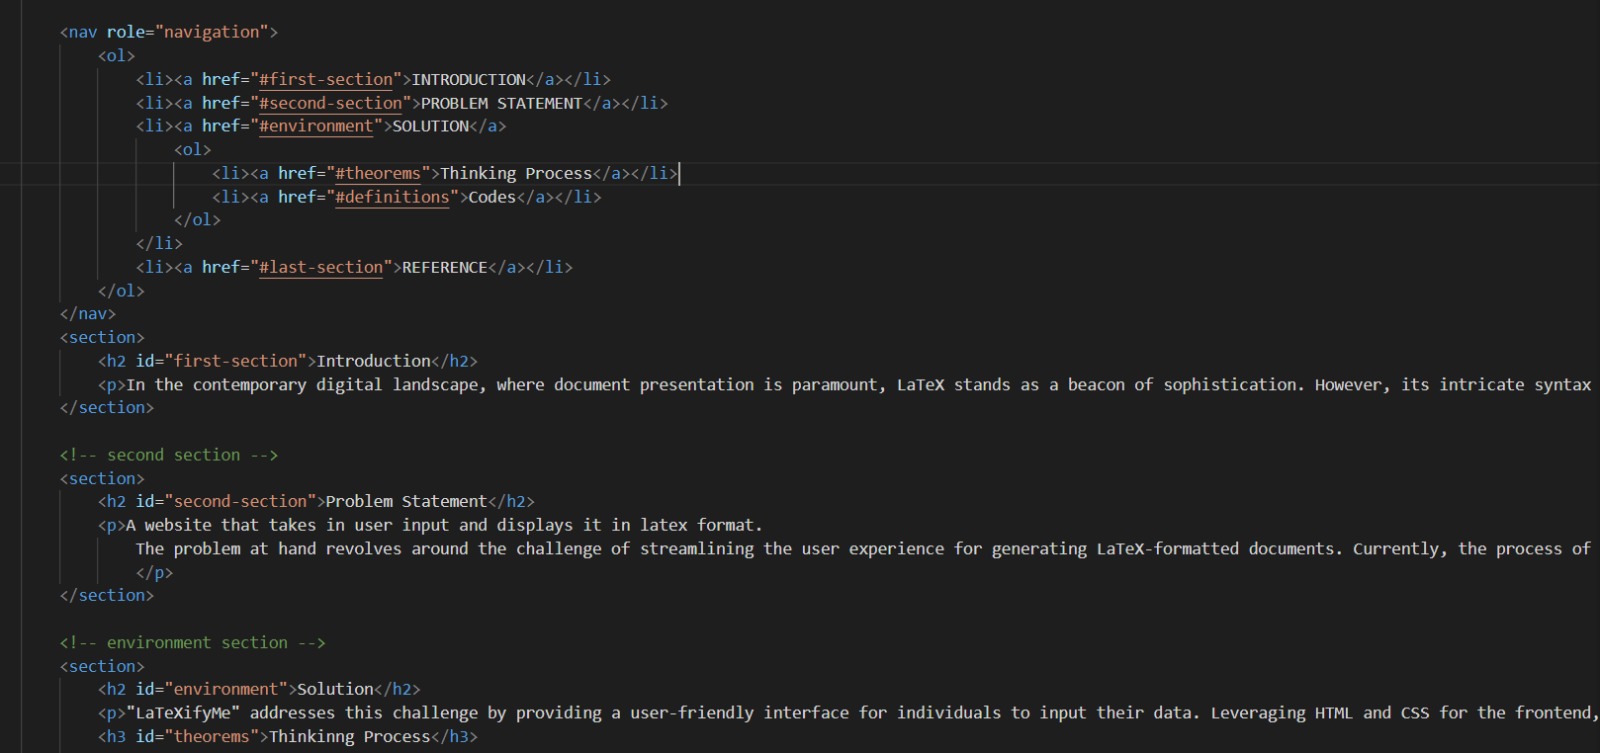 <nav role="navigation">
<ol>
<li><a href="#first-section">INTRODUCTION</a></li>
<li><a href="#second-section">PROBLEM STATEMENT</a></li>
<li><a href="#environment">SOLUTION</a>
<ol>
<li><a href="#theorems">Thinking Process</a></li>
<li><a href="#definitions">Codes</a></li>
</ol>
</li>
<li><a href="#last-section">REFERENCE</a></li>
</ol>
</nav>
<section>
<h2 id="first-section">Introduction</h2>
<p>In the contemporary digital landscape, where document presentation is paramount, LaTeX stands as a beacon of sophistication. However, its intricate syntax
</section>
<!-- second section -->
<section>
<h2 id="second-section">Problem Statement</h2>
<p>A website that takes in user input and displays it in latex format.
The problem at hand revolves around the challenge of streamlining the user experience for generating LaTeX-formatted documents. Currently, the process of
</p>
</section>
<!-- environment section -->
<section>
<h2 id="environment">Solution</h2>
<p>"LaTeXifyMe" addresses this challenge by providing a user-friendly interface for individuals to input their data. Leveraging HTML and CSS for the frontend,
<h3 id="theorems">Thinkinng Process</h3>